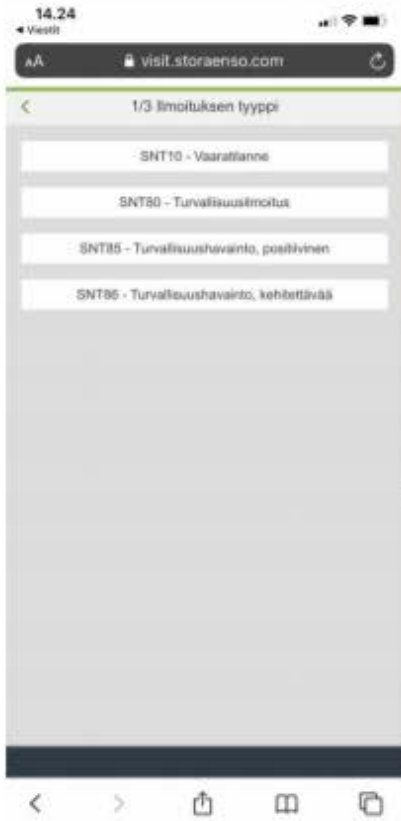 14.24
Viestit
AA visit.storaenso.com
1/3 Ilmoituksen tyyppi
SNT10 - Vaaratilanne
SNT80 - Turvallisuusilmoitus
SNT85 - Turvallisuushavainto, positiivinen
SNT86 - Turvallisuushavainto, kehitettävää